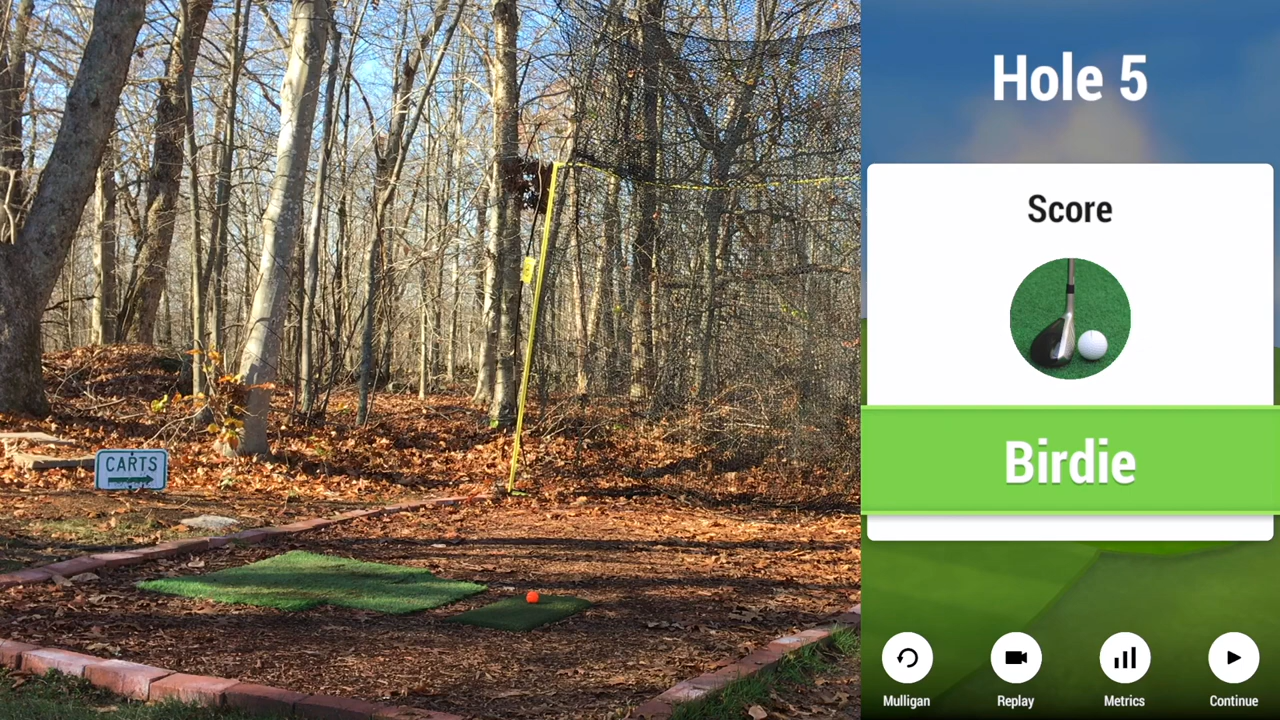 CARTS
Hole 5
Score
Birdie
Mulligan
Replay
Metrics
Continue